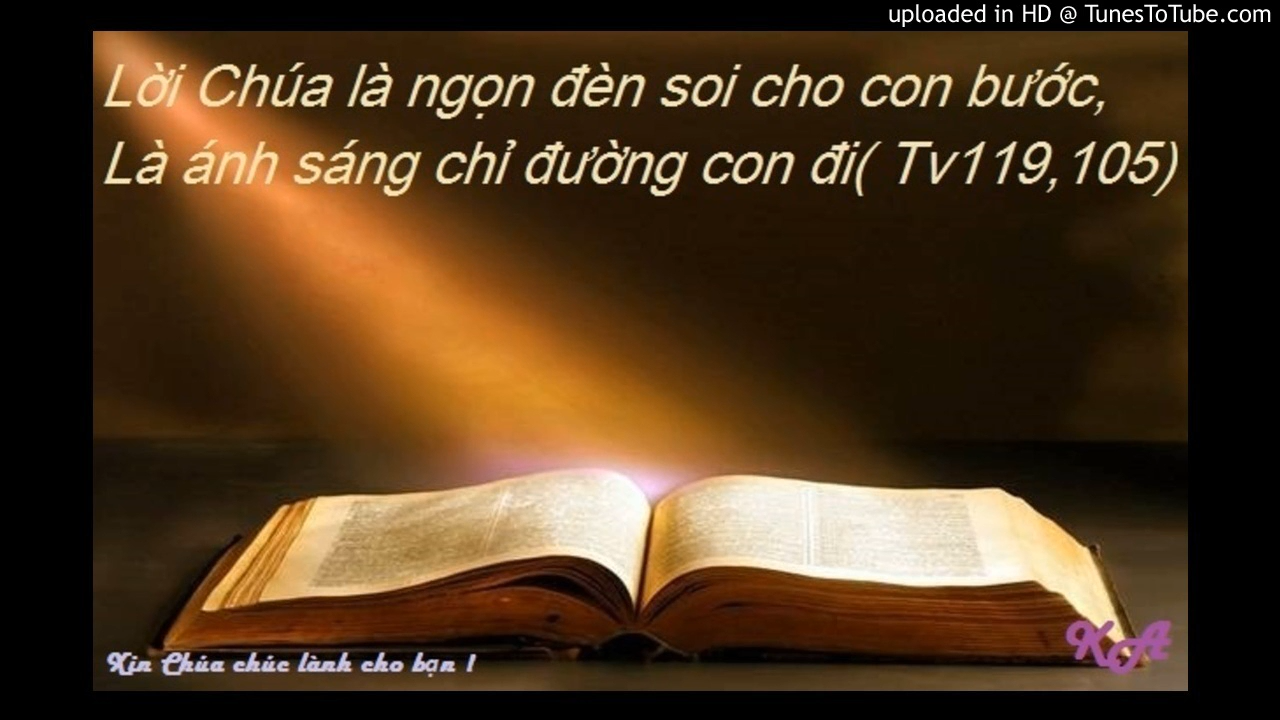 uploaded in HD @ TunesToTube.com
Lời Chúa là ngọn đèn soi cho con bước,
Là ánh sáng chỉ đường con đi( Tv119,105)
Xin Chúa chúc lành cho bạn !
KA